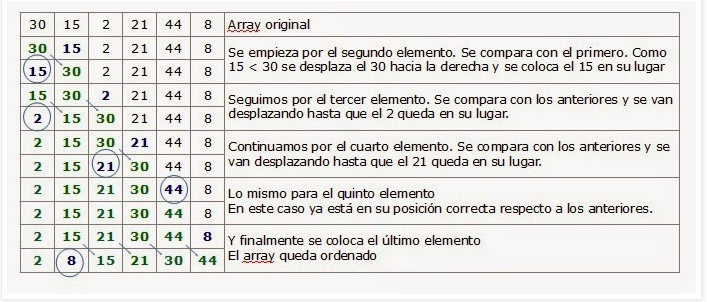 30 15 2 21 44 8 Array original
30 15 2 21 44 8
Se empieza por el segundo elemento. Se compara con el primero. Como
15 < 30 se desplaza el 30 hacia la derecha y se coloca el 15 en su lugar
15 30 2 21 44 8
15 30 2 21 44 8
Seguimos por el tercer elemento. Se compara con los anteriores y se van
desplazando hasta que el 2 queda en su lugar.
2 15 30 21 44 8
2 15 30 21 44 8
Continuamos por el cuarto elemento. Se compara con los anteriores y se
van desplazando hasta que el 21 queda en su lugar.
2 15 21 30 44 8
2 15 21 30 44 8
Lo mismo para el quinto elemento
En este caso ya está en su posición correcta respecto a los anteriores.
2 15 21 30 44 8
2 15 21 30 44 8
Y finalmente se coloca el último elemento
El array queda ordenado
2 8 15 21 30 44